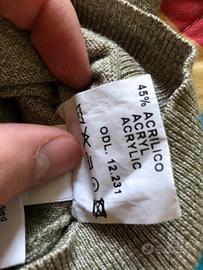 45% ACRILICO
ACRYL
ACRYLIC
ODL. 12.231